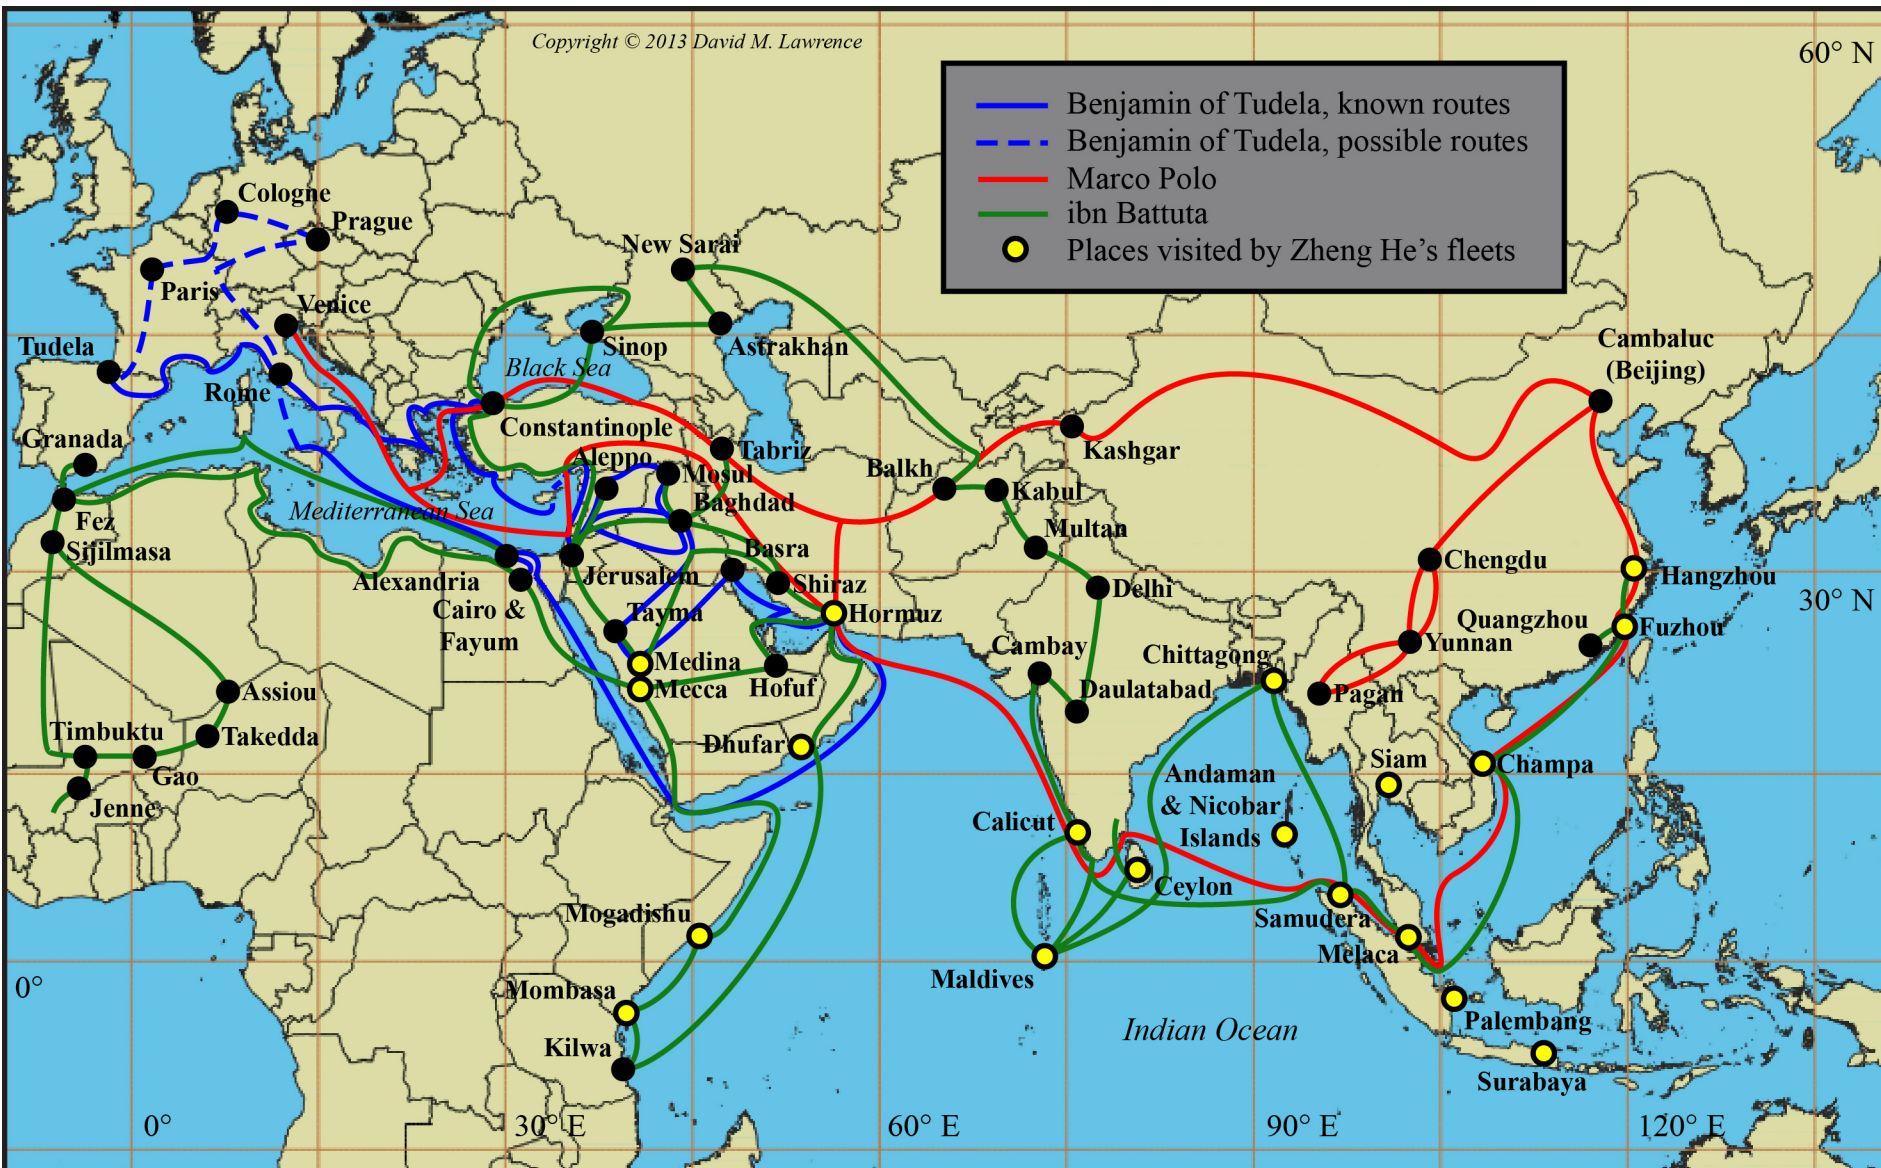 Copyright © 2013 David M. Lawrence
60° N
Benjamin of Tudela, known routes
Benjamin of Tudela, possible routes
Marco Polo
ibn Battuta
Places visited by Zheng He’s fleets
Cologne
Prague
New Sarai
Paris
Venice
Tudela
Sinop
Astrakhan
Cambaluc
(Beijing)
Black Sea
Rome
Constantinople
Granada
Aleppo
Tabriz
Kashgar
Mosul
Balkh
Kabul
Baghdad
Mediterranean Sea
Fez
Multan
Sijilmasa
Basra
Chengdu
Alexandria
Jerusalem
Shiraz
Delhi
Hangzhou
Cairo &
Fayum
Tayma
Hormuz
30° N
Quangzhou
Fuzhou
Cambay
Yunnan
Chittagong
Medina
Mecca
Hofuf
Assiou
Daulatabad
Pagan
Timbuktu
Takedda
Dhufar
Siam
Champa
Gao
Andaman
& Nicobar
Islands
Jenne
Calicut
Ceylon
Mogadishu
Samudera
Melaca
0°
Maldives
Mombasa
Palembang
Indian Ocean
Kilwa
Surabaya
0°
30° E
60° E
90° E
120° E